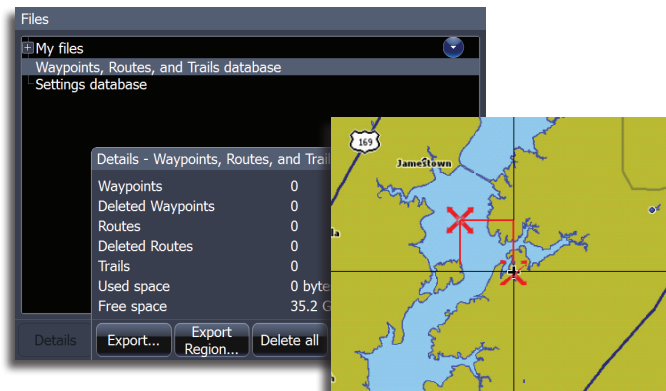 Files
My files
Waypoints, Routes, and Trails database
Settings database
Details - Waypoints, Routes, and Trai
Waypoints 0
Deleted Waypoints 0
Routes 0
Deleted Routes 0
Trails 0
Used space 0 byte
Free space 35.2 G
Details
Export...
Export
Region...
Delete all
169
Jamestown
la